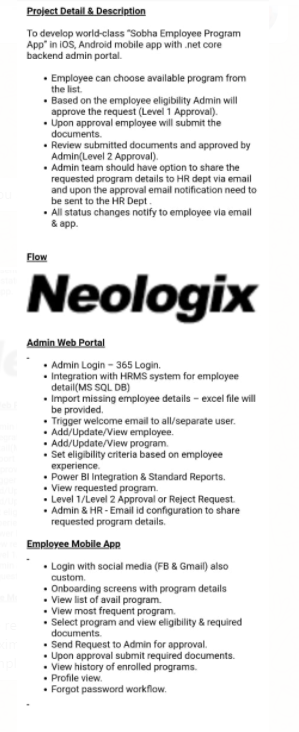 Project Detail & Description
To develop world-class "Sobha Employee Program
App" in iOS, Android mobile app with .net core
backend admin portal.
• Employee can choose available program from
the list.
• Based on the employee eligibility Admin will
approve the request (Level 1 Approval).
• Upon approval employee will submit the
documents.
• Review submitted documents and approved by
Admin(Level 2 Approval).
• Admin team should have option to share the
requested program details to HR dept via email
and upon the approval email notification need to
be sent to the HR Dept .
• All status changes notify to employee via email
& app.
Flow
Neologix
Admin Web Portal
-
• Admin Login – 365 Login.
• Integration with HRMS system for employee
detail(MS SQL DB)
• Import missing employee details – excel file will
be provided.
• Trigger welcome email to all/separate user.
• Add/Update/View employee.
• Add/Update/View program.
• Set eligibility criteria based on employee
experience.
• Power BI Integration & Standard Reports.
• View requested program.
• Level 1/Level 2 Approval or Reject Request.
• Admin & HR - Email id configuration to share
requested program details.
Employee Mobile App
-
• Login with social media (FB & Gmail) also
custom.
• Onboarding screens with program details
• View list of avail program.
• View most frequent program.
• Select program and view eligibility & required
documents.
• Send Request to Admin for approval.
• Upon approval submit required documents.
• View history of enrolled programs.
• Profile view.
• Forgot password workflow.
-